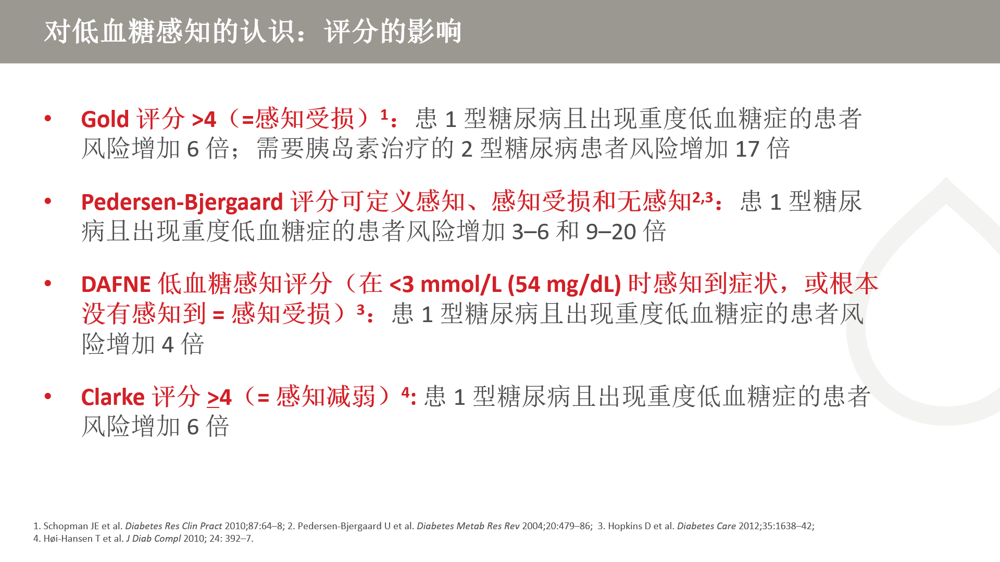 对低血糖感知的认识：评分的影响
• Gold 评分 >4（=感知受损）1：患 1 型糖尿病且出现重度低血糖症的患者
风险增加 6 倍；需要胰岛素治疗的 2 型糖尿病患者风险增加 17 倍
• Pedersen-Bjergaard 评分可定义感知、感知受损和无感知2,3：患 1 型糖尿
病且出现重度低血糖症的患者风险增加 3–6 和 9–20 倍
• DAFNE 低血糖感知评分（在 <3 mmol/L (54 mg/dL) 时感知到症状，或根本
没有感知到 = 感知受损）3：患 1 型糖尿病且出现重度低血糖症的患者风
险增加 4 倍
• Clarke 评分 ≥4（= 感知减弱）4: 患 1 型糖尿病且出现重度低血糖症的患者
风险增加 6 倍
1. Schopman JE et al. Diabetes Res Clin Pract 2010;87:64–8; 2. Pedersen-Bjergaard U et al. Diabetes Metab Res Rev 2004;20:479–86; 3. Hopkins D et al. Diabetes Care 2012;35:1638–42;
4. Høi-Hansen T et al. J Diab Compl 2010; 24: 392–7.